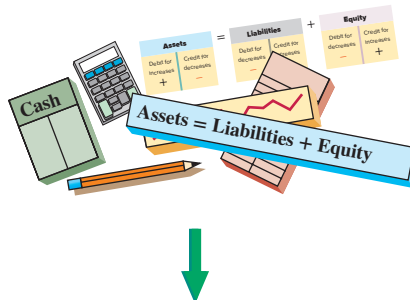 Assets = Liabilities + Equity
Debit for increases + Credit for decreases –
Debit for decreases – Credit for increases +
Debit for decreases – Credit for increases +
Cash
Assets = Liabilities + Equity